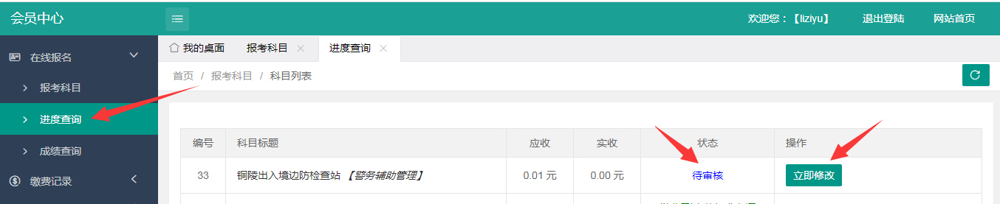 会员中心
欢迎您：【liziyu】 退出登陆 网站首页
在线报名
报考科目
进度查询
成绩查询
缴费记录
我的桌面 报考科目 进度查询
首页 / 报考科目 / 科目列表
编号 科目标题 应收 实收 状态 操作
33 铜陵出入境边防检查站 【警务辅助管理】 0.01 元 0.00 元 待审核 立即修改